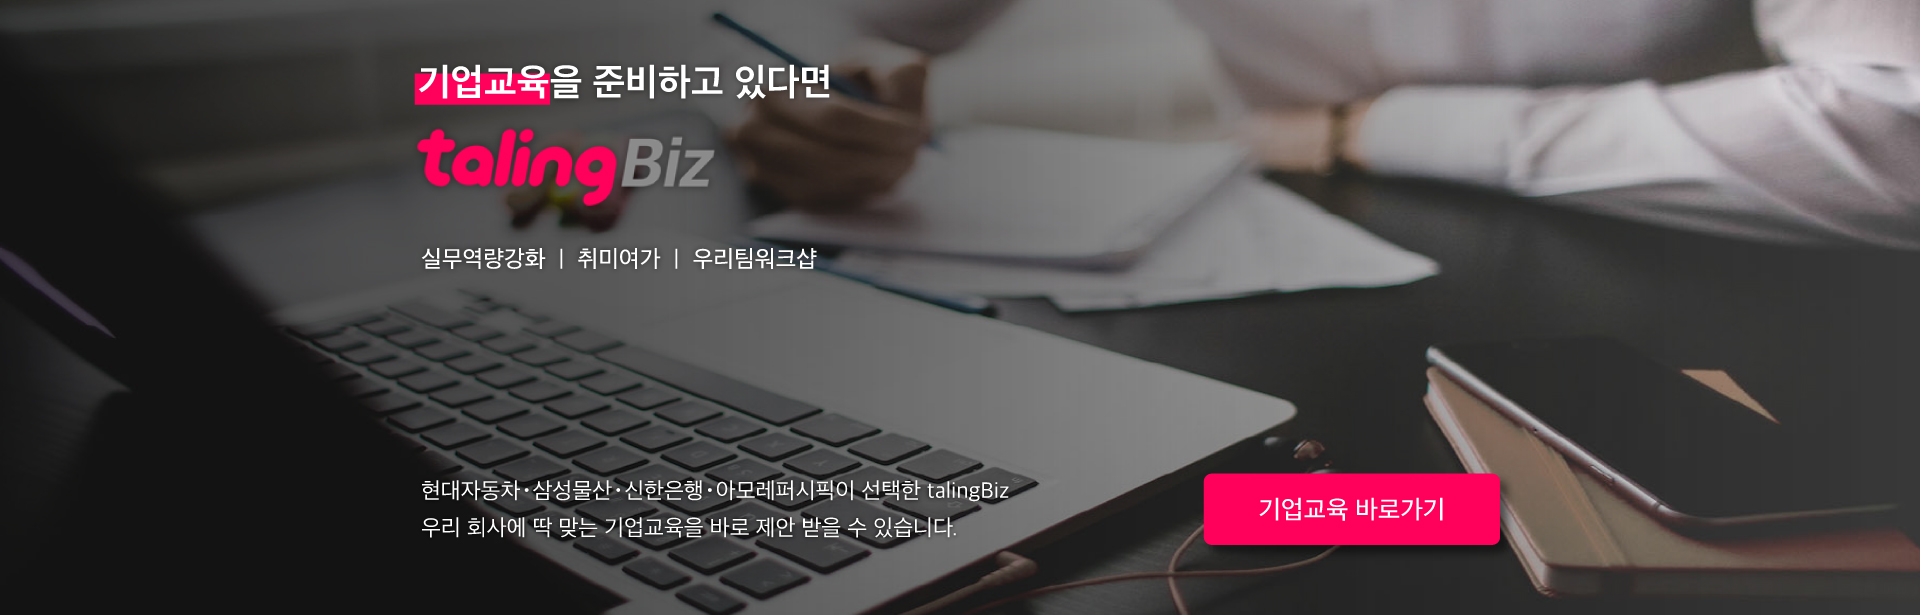 기업교육을 준비하고 있다면
taling Biz
실무역량강화 | 취미여가 | 우리팀워크샵
현대자동차·삼성물산·신한은행·아모레퍼시픽이 선택한 talingBiz
우리 회사에 딱 맞는 기업교육을 바로 제안 받을 수 있습니다.
기업교육 바로가기